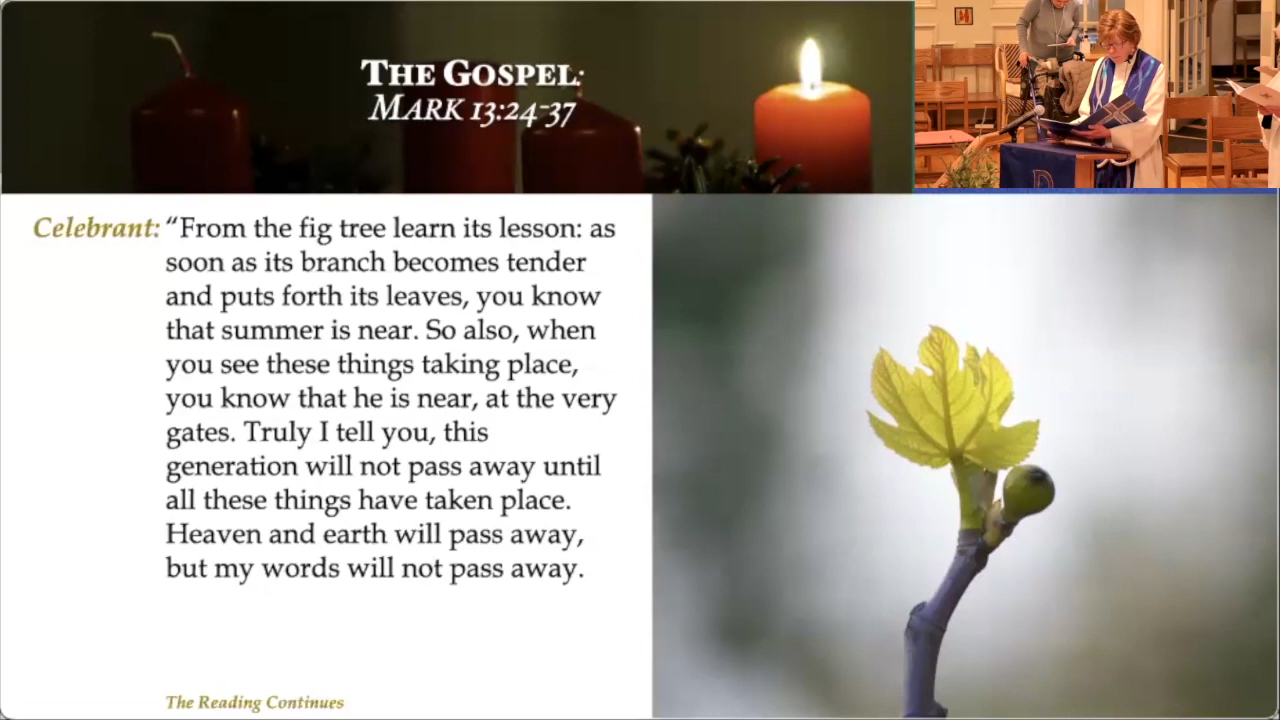 THE GOSPEL:
MARK 13:24-37
Celebrant: “From the fig tree learn its lesson: as
soon as its branch becomes tender
and puts forth its leaves, you know
that summer is near. So also, when
you see these things taking place,
you know that he is near, at the very
gates. Truly I tell you, this
generation will not pass away until
all these things have taken place.
Heaven and earth will pass away,
but my words will not pass away.
The Reading Continues